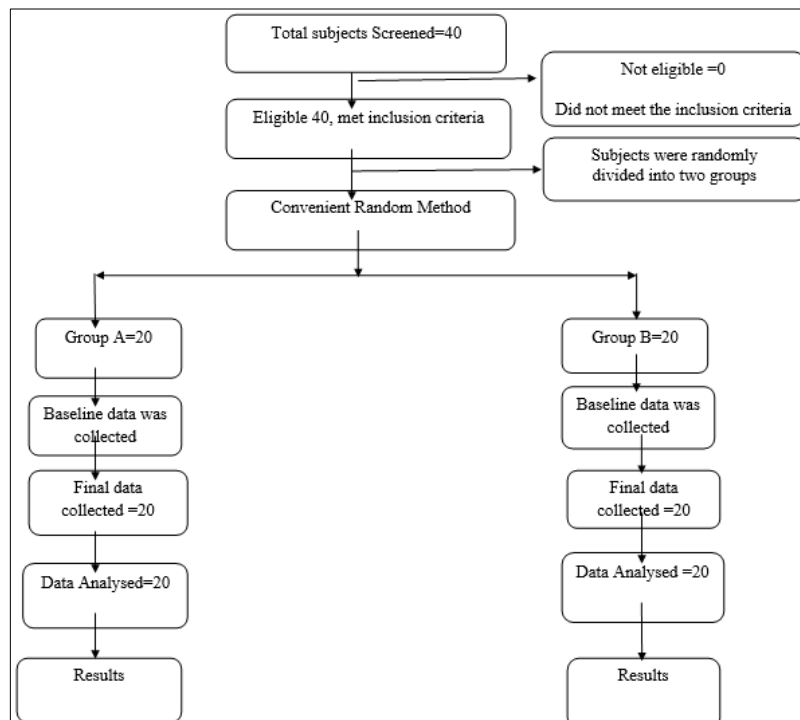 Total subjects Screened=40
Not eligible =0
Did not meet the inclusion criteria
Eligible 40, met inclusion criteria
Subjects were randomly
divided into two groups
Convenient Random Method
Group A=20
Group B=20
Baseline data was
collected
Baseline data was
collected
Final data
collected =20
Final data
collected =20
Data Analysed=20
Data Analysed =20
Results
Results